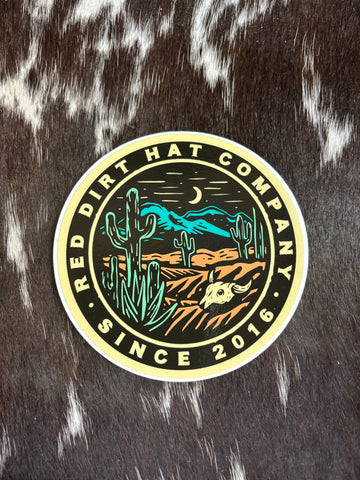 RED DIRT HAT COMPANY
· SINCE 2016 ·